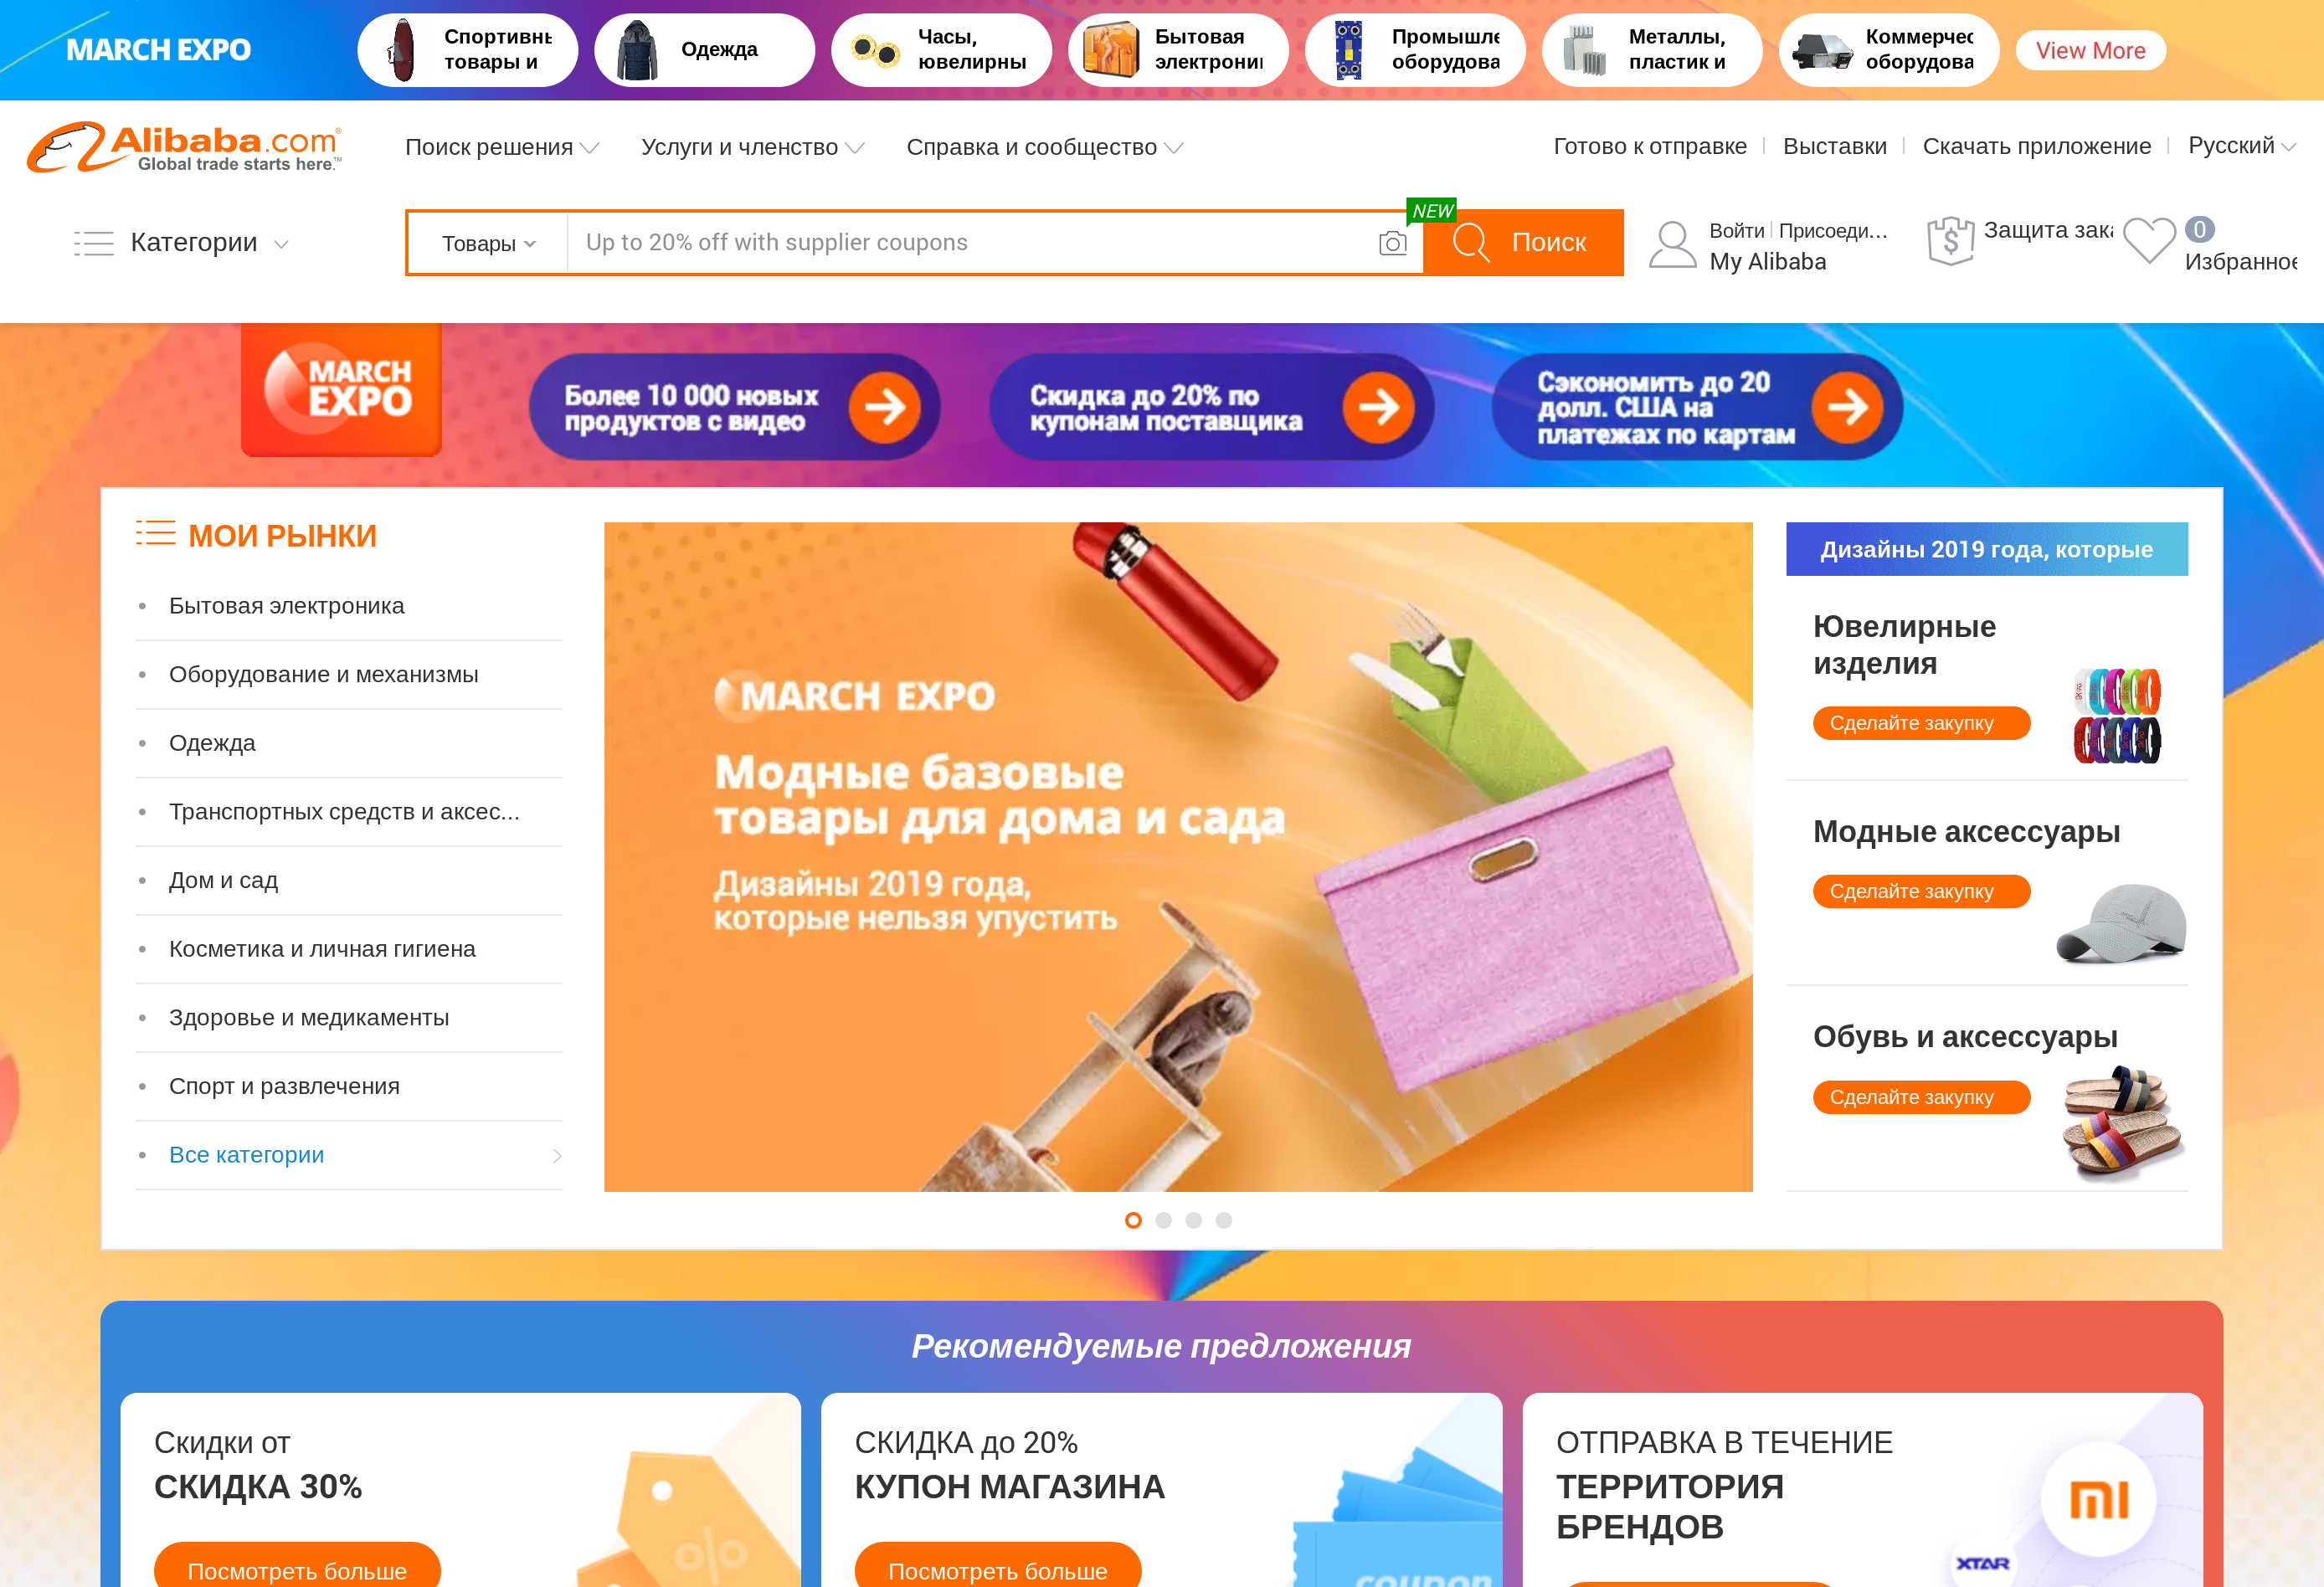 MARCH EXPO
Спортивн
товары и
Одежда
Часы,
ювелирны
Бытовая
электрони
Промышле
оборудова
Металлы,
пластик и
Коммерчес
оборудова
View More
Alibaba.com®
Global trade starts here.™
Поиск решения
Услуги и членство
Справка и сообщество
Готово к отправке
Выставки
Скачать приложение
Русский
Категории
Товары
Up to 20% off with supplier coupons
NEW
Поиск
Войти
Присоеди...
My Alibaba
Защита зака
0
Избранное
MARCH
EXPO
Более 10 000 новых
продуктов с видео
Скидка до 20% по
купонам поставщика
Сэкономить до 20
долл. США на
платежах по картам
МОИ РЫНКИ
Бытовая электроника
Оборудование и механизмы
Одежда
Транспортных средств и аксес...
Дом и сад
Косметика и личная гигиена
Здоровье и медикаменты
Спорт и развлечения
Все категории
MARCH EXPO
Модные базовые
товары для дома и сада
Дизайны 2019 года,
которые нельзя упустить
Дизайны 2019 года, которые
Ювелирные
изделия
Сделайте закупку
Модные аксессуары
Сделайте закупку
Обувь и аксессуары
Сделайте закупку
Рекомендуемые предложения
Скидки от
СКИДКА 30%
Посмотреть больше
%
СКИДКА до 20%
КУПОН МАГАЗИНА
Посмотреть больше
coupon
ОТПРАВКА В ТЕЧЕНИЕ
ТЕРРИТОРИЯ
БРЕНДОВ
MI
XTAR